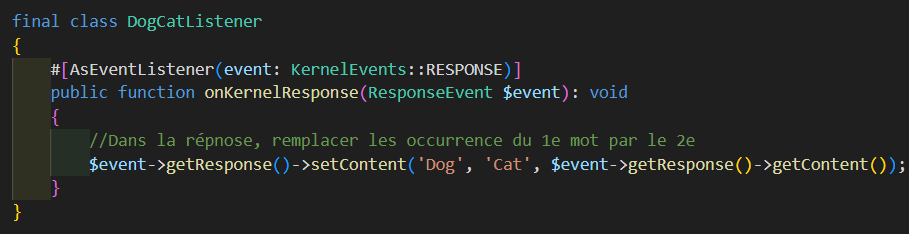 final class DogCatListener
{
    #[AsEventListener(event: KernelEvents::RESPONSE)]
    public function onKernelResponse(ResponseEvent $event): void
    {
        //Dans la répnose, remplacer les occurrence du 1e mot par le 2e
        $event->getResponse()->setContent('Dog', 'Cat', $event->getResponse()->getContent());
    }
}